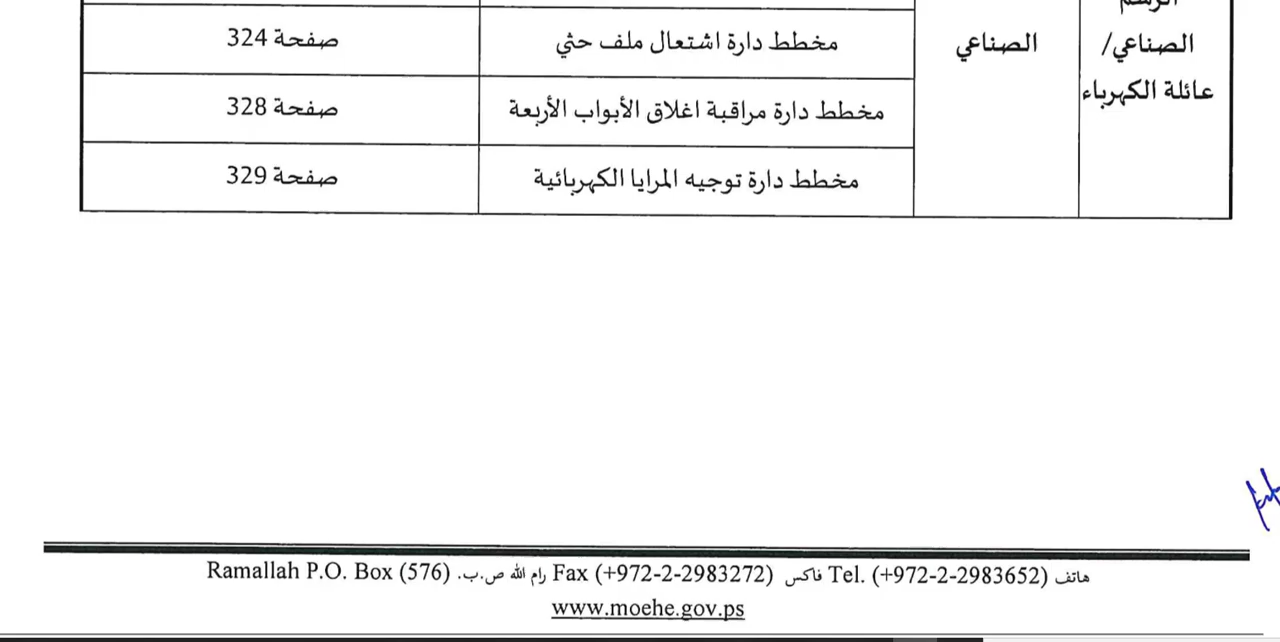 الرسم
الصناعي/
عائلة الكهرباء
الصناعي
مخطط دارة اشتعال ملف حثي صفحة 324
مخطط دارة مراقبة اغلاق الأبواب الأربعة صفحة 328
مخطط دارة توجيه المرايا الكهربائية صفحة 329
هاتف Tel. (+972-2-2983652) فاكس Fax (+972-2-2983272) رام الله ص.ب. Ramallah P.O. Box (576)
www.moehe.gov.ps